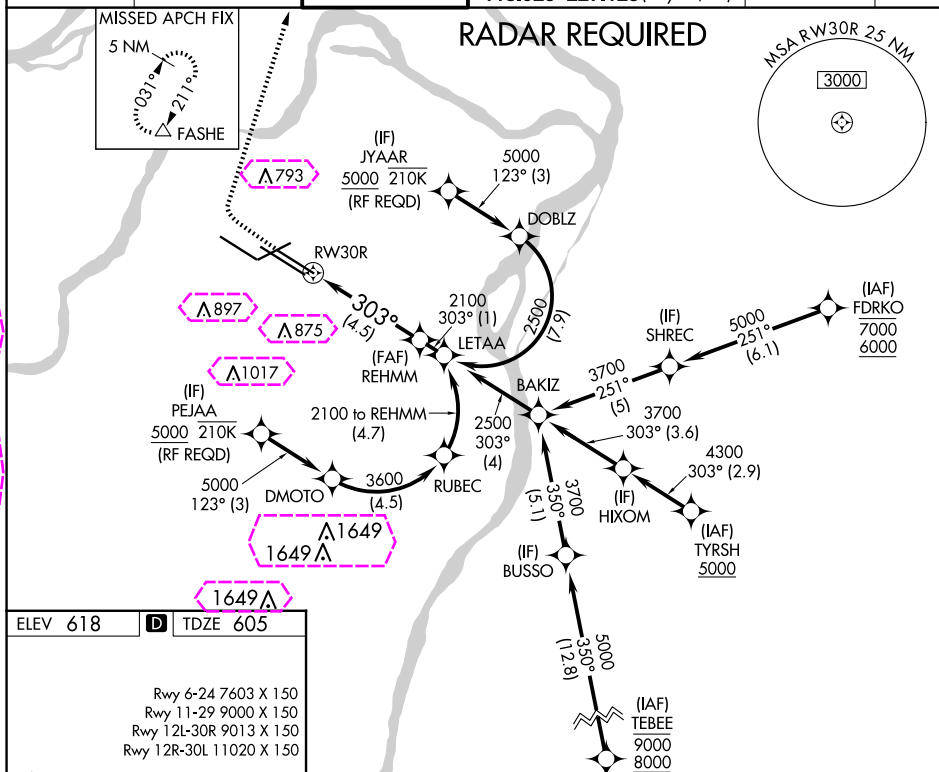 MISSED APCH FIX
5 NM
031°
211°
FASHE
RADAR REQUIRED
MSA RW30R 25 NM
3000
793
(IF)
JYAAR
5000 210K
(RF REQD)
5000
123° (3)
DOBLZ
RW30R
303°
(4.5)
2100
303° (1)
LETAA
2500
(7.9)
(FAF)
REHMM
897
875
1017
(IAF)
FDRKO
7000
6000
5000
251°
(6.1)
(IF)
SHREC
3700
251°
(5)
BAKIZ
2500
303°
(4)
3700
303° (3.6)
4300
303° (2.9)
(IF)
HIXOM
(IAF)
TYRSH
5000
(IF)
PEJAA
5000 210K
(RF REQD)
2100 to REHMM
(4.7)
5000
123° (3)
DMOTO
3600
(4.5)
RUBEC
3700
350°
(5.1)
(IF)
BUSSO
1649
1649
1649
5000
350°
(12.8)
(IAF)
TEBEE
9000
8000
ELEV 618 D TDZE 605
Rwy 6-24 7603 X 150
Rwy 11-29 9000 X 150
Rwy 12L-30R 9013 X 150
Rwy 12R-30L 11020 X 150